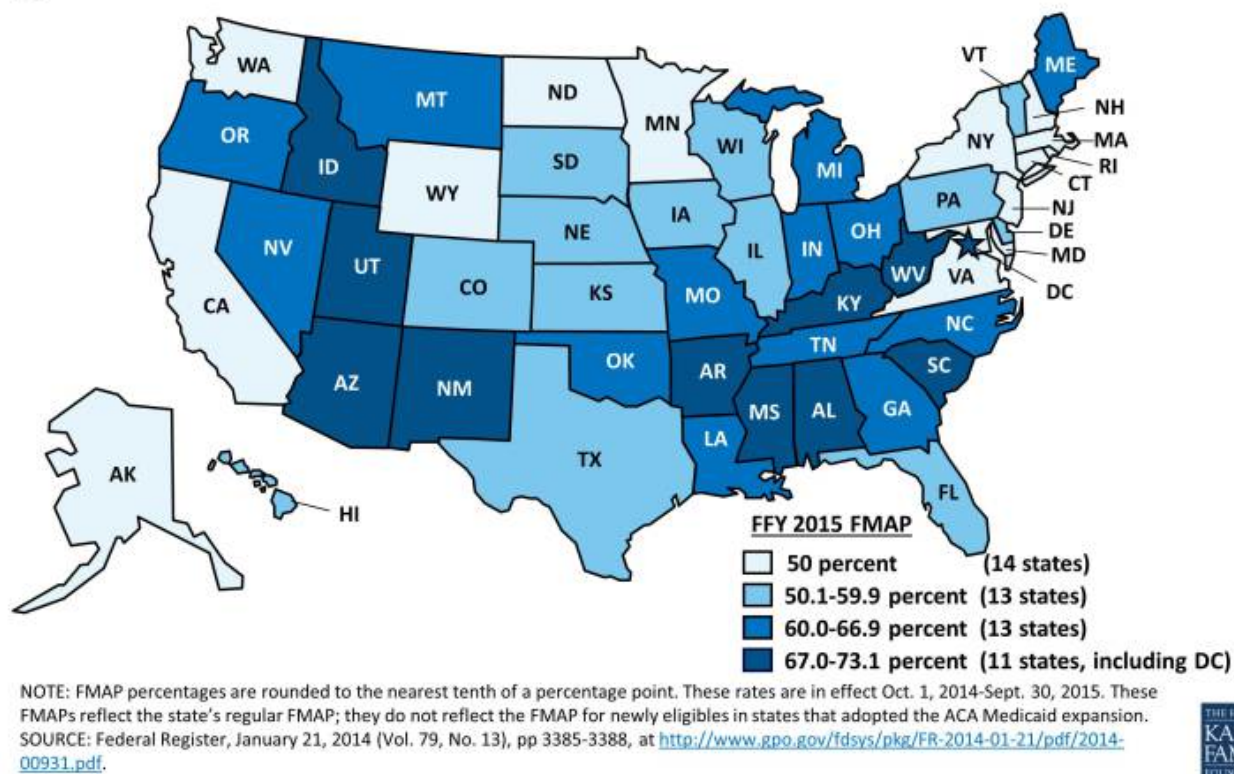 WA
MT
ND
MN
VT
ME
NH
MA
RI
CT
NY
OR
ID
SD
WI
MI
WY
PA
NJ
IA
NE
NV
UT
IL
IN
OH
DE
MD
CO
KS
WV
VA
DC
CA
MO
KY
NC
TN
OK
AR
SC
AZ
NM
MS
AL
GA
LA
TX
AK
FL
HI
FFY 2015 FMAP
50 percent (14 states)
50.1-59.9 percent (13 states)
60.0-66.9 percent (13 states)
67.0-73.1 percent (11 states, including DC)
NOTE: FMAP percentages are rounded to the nearest tenth of a percentage point. These rates are in effect Oct. 1, 2014-Sept. 30, 2015. These
FMAPs reflect the state's regular FMAP; they do not reflect the FMAP for newly eligibles in states that adopted the ACA Medicaid expansion.
SOURCE: Federal Register, January 21, 2014 (Vol. 79, No. 13), pp 3385-3388, at http://www.gpo.gov/fdsys/pkg/FR-2014-01-21/pdf/2014-
00931.pdf.